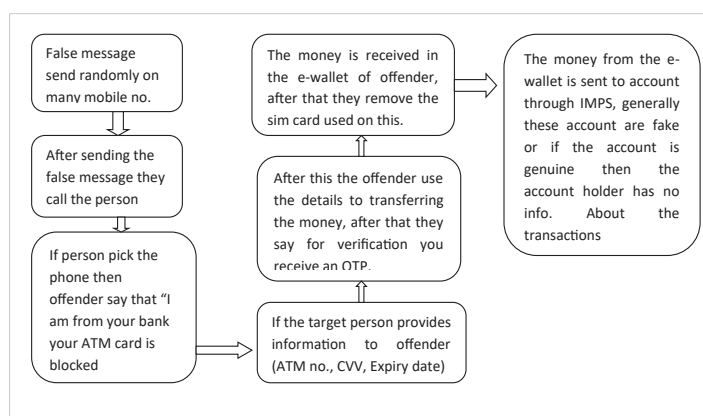 False message
send randomly on
many mobile no.
After sending the
false message they
call the person
If person pick the
phone then
offender say that “I
am from your bank
your ATM card is
blocked
If the target person provides
information to offender
(ATM no., CVV, Expiry date)
After this the offender use
the details to transferring
the money, after that they
say for verification you
receive an OTP.
The money is received in
the e-wallet of offender,
after that they remove the
sim card used on this.
The money from the e-
wallet is sent to account
through IMPS, generally
these account are fake
or if the account is
genuine then the
account holder has no
info. About the
transactions